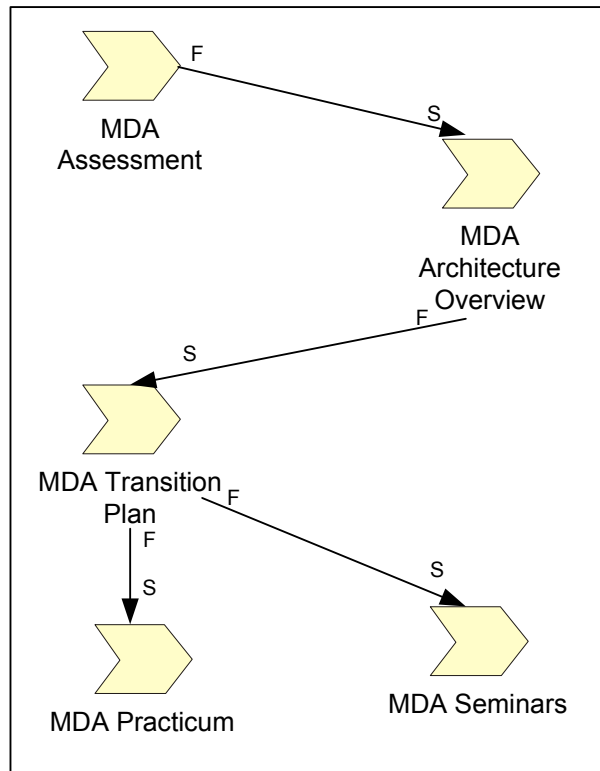 F
S
MDA
Assessment
MDA
Architecture
Overview
F
S
MDA Transition
Plan
F
F
S
S
MDA Practicum
MDA Seminars